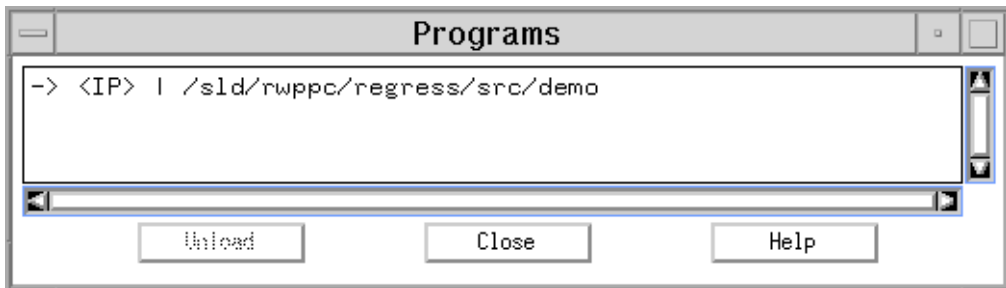 Programs
-> <IP> | /sld/rwppc/regress/src/demo
Unload
Close
Help